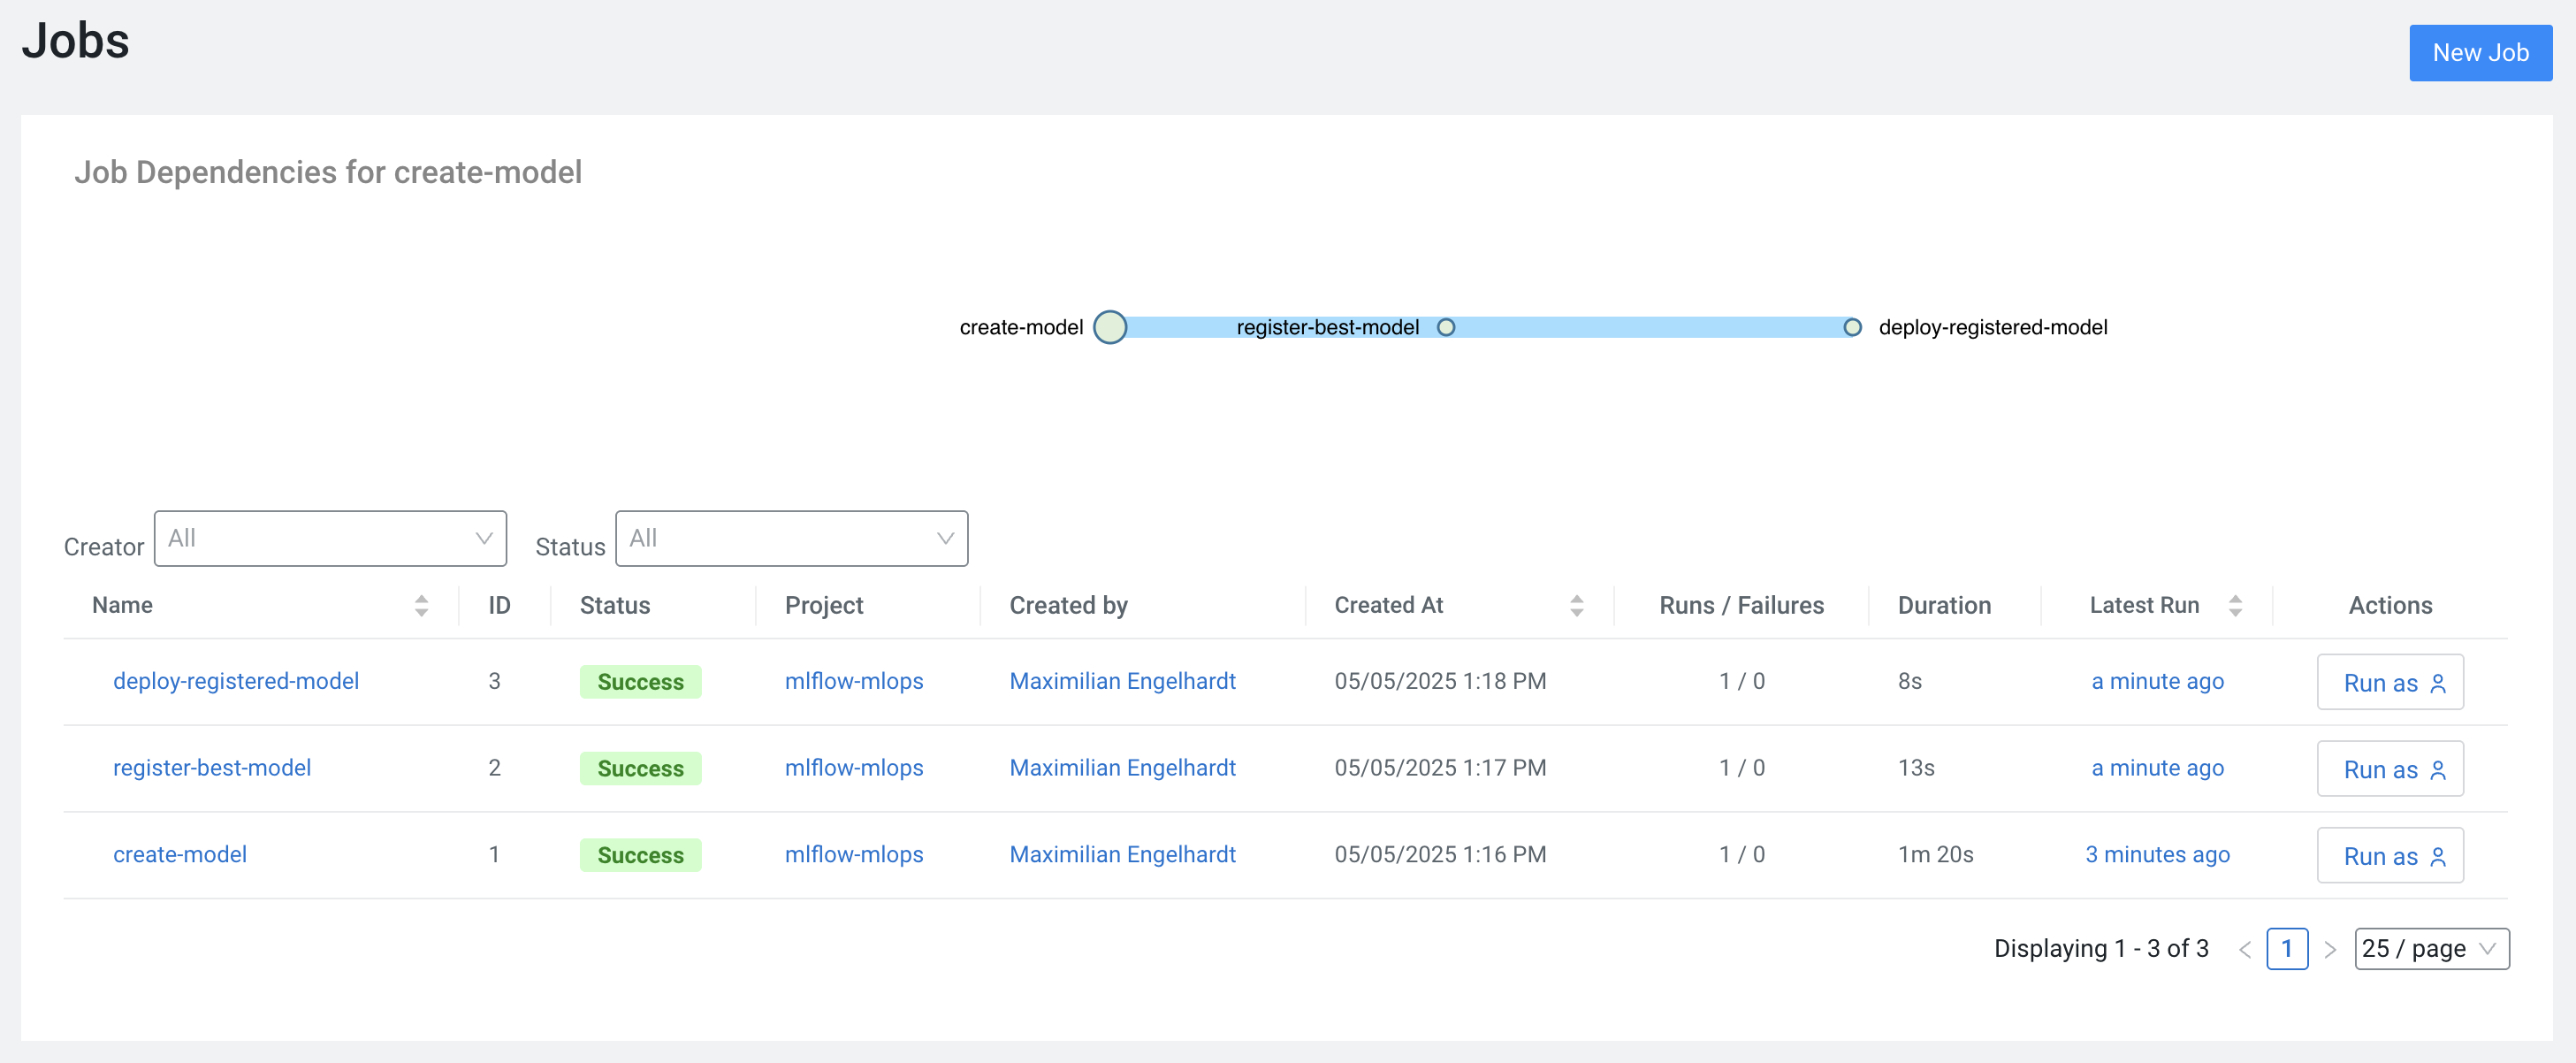 Jobs
New Job
Job Dependencies for create-model
create-model register-best-model deploy-registered-model
Creator All Status All
Name ID Status Project Created by Created At Runs / Failures Duration Latest Run Actions
deploy-registered-model 3 Success mlflow-mlops Maximilian Engelhardt 05/05/2025 1:18 PM 1 / 0 8s a minute ago Run as
register-best-model 2 Success mlflow-mlops Maximilian Engelhardt 05/05/2025 1:17 PM 1 / 0 13s a minute ago Run as
create-model 1 Success mlflow-mlops Maximilian Engelhardt 05/05/2025 1:16 PM 1 / 0 1m 20s 3 minutes ago Run as
Displaying 1 - 3 of 3 < 1 > 25 / page